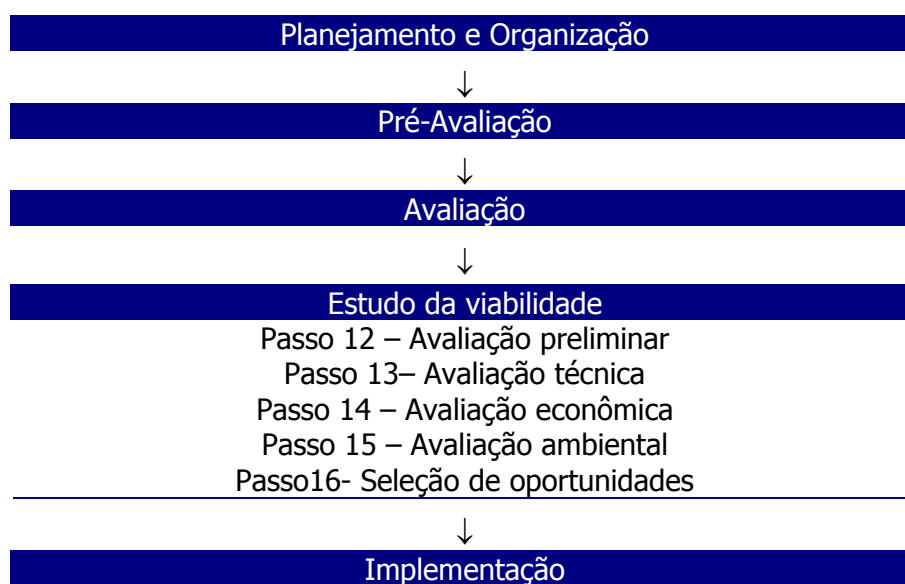 Planejamento e Organização
↓
Pré-Avaliação
↓
Avaliação
↓
Estudo da viabilidade
Passo 12 – Avaliação preliminar
Passo 13– Avaliação técnica
Passo 14 – Avaliação econômica
Passo 15 – Avaliação ambiental
Passo16- Seleção de oportunidades
↓
Implementação